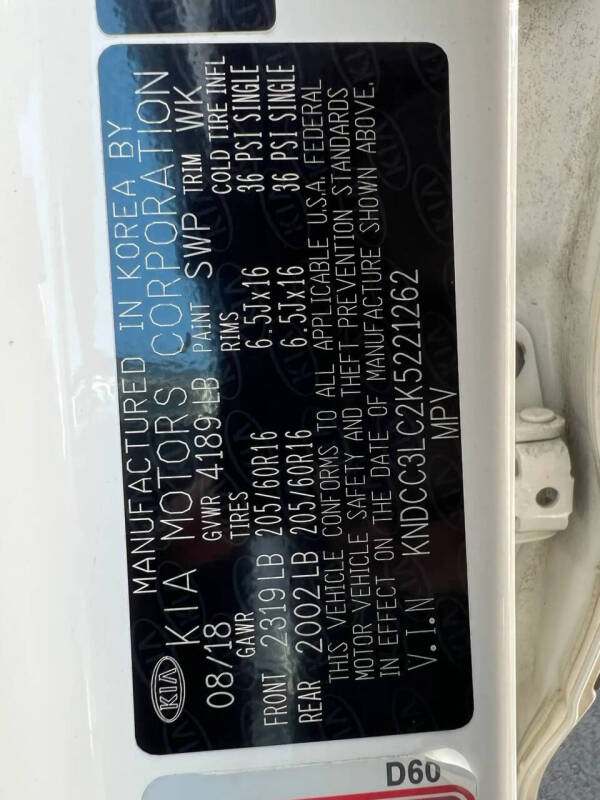 KIA
MANUFACTURED IN KOREA BY
KIA MOTORS CORPORATION
08/18 GVWR 4189 LB PAINT SWP TRIM WK
GAWR TIRES RIMS COLD TIRE INFL
FRONT 2319 LB 205/60R16 6.5Jx16 36 PSI SINGLE
REAR 2002 LB 205/60R16 6.5Jx16 36 PSI SINGLE
THIS VEHICLE CONFORMS TO ALL APPLICABLE U.S.A. FEDERAL
MOTOR VEHICLE SAFETY AND THEFT PREVENTION STANDARDS
IN EFFECT ON THE DATE OF MANUFACTURE SHOWN ABOVE.
V.I.N KNDCC3LC2K5221262
MPV
D60